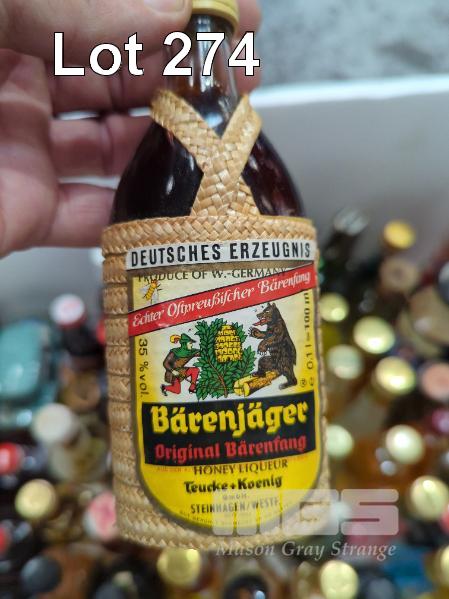 Lot 274
DEUTSCHES ERZEUGNIS
PRODUCE OF W.-GERMANY
Echter Ostpreußischer Bärenfang
35 % vol.
e 0,1 l = 100 ml
®
Bärenjäger
Original Bärenfang
HONEY LIQUEUR
Teucke + Koenig
GmbH.
STEINHAGEN/WESTF.
MGS
Mason Gray Strange